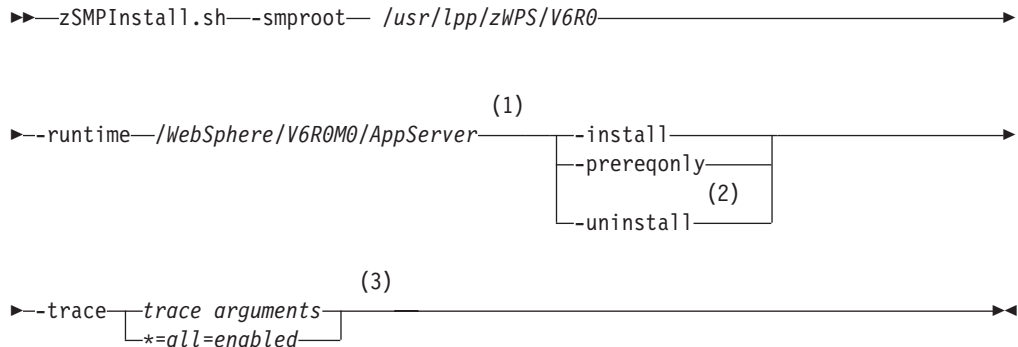 zSMPInstall.sh -smproot /usr/lpp/zWPS/V6R0
(1)
-runtime /WebSphere/V6R0M0/AppServer -install
-prereqonly
(2)
-uninstall
(3)
-trace trace arguments
*=all=enabled